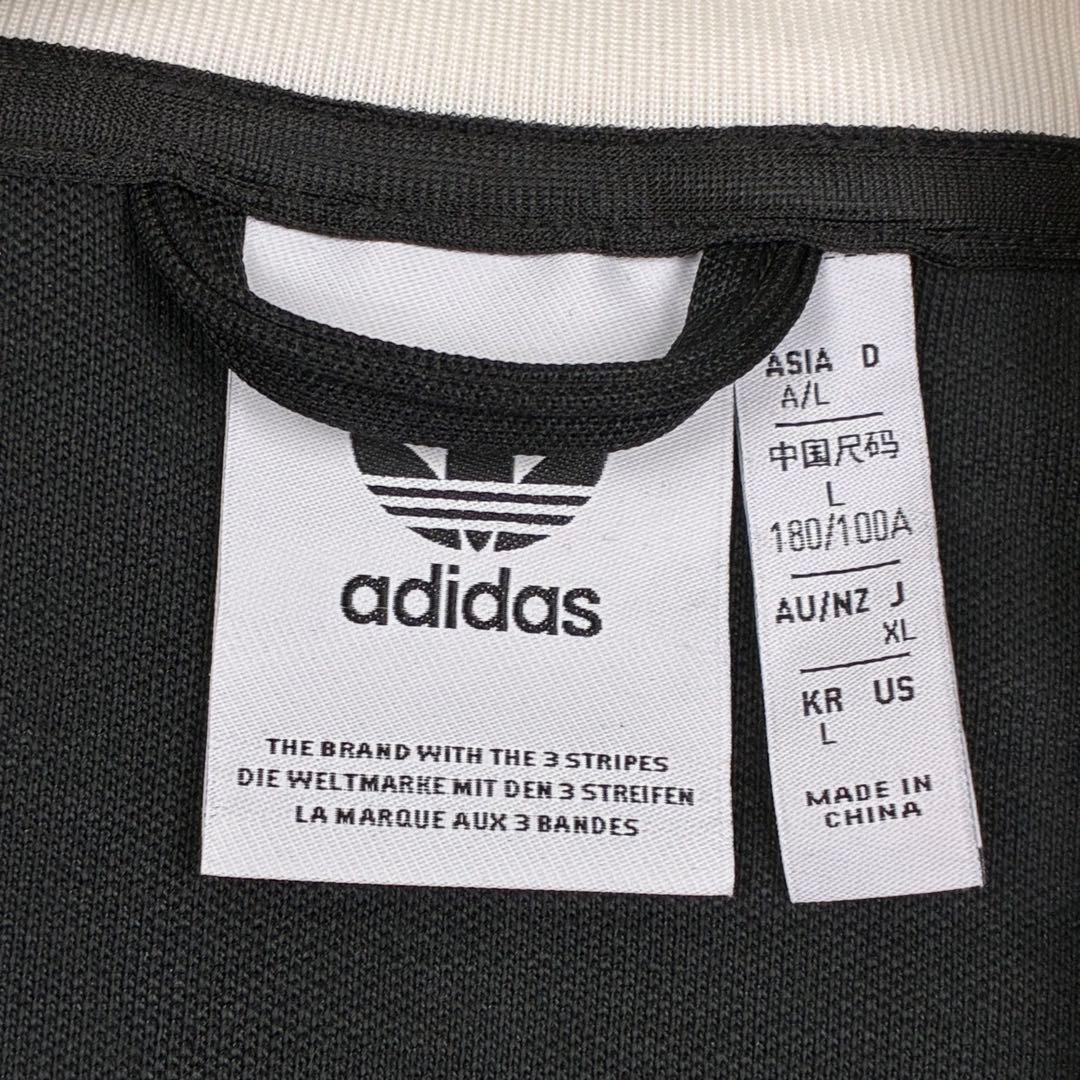 adidas
THE BRAND WITH THE 3 STRIPES
DIE WELTMARKE MIT DEN 3 STREIFEN
LA MARQUE AUX 3 BANDES
ASIA D
A/L
中国尺码
L
180/100A
AU/NZ J
XL
KR US
L
MADE IN
CHINA